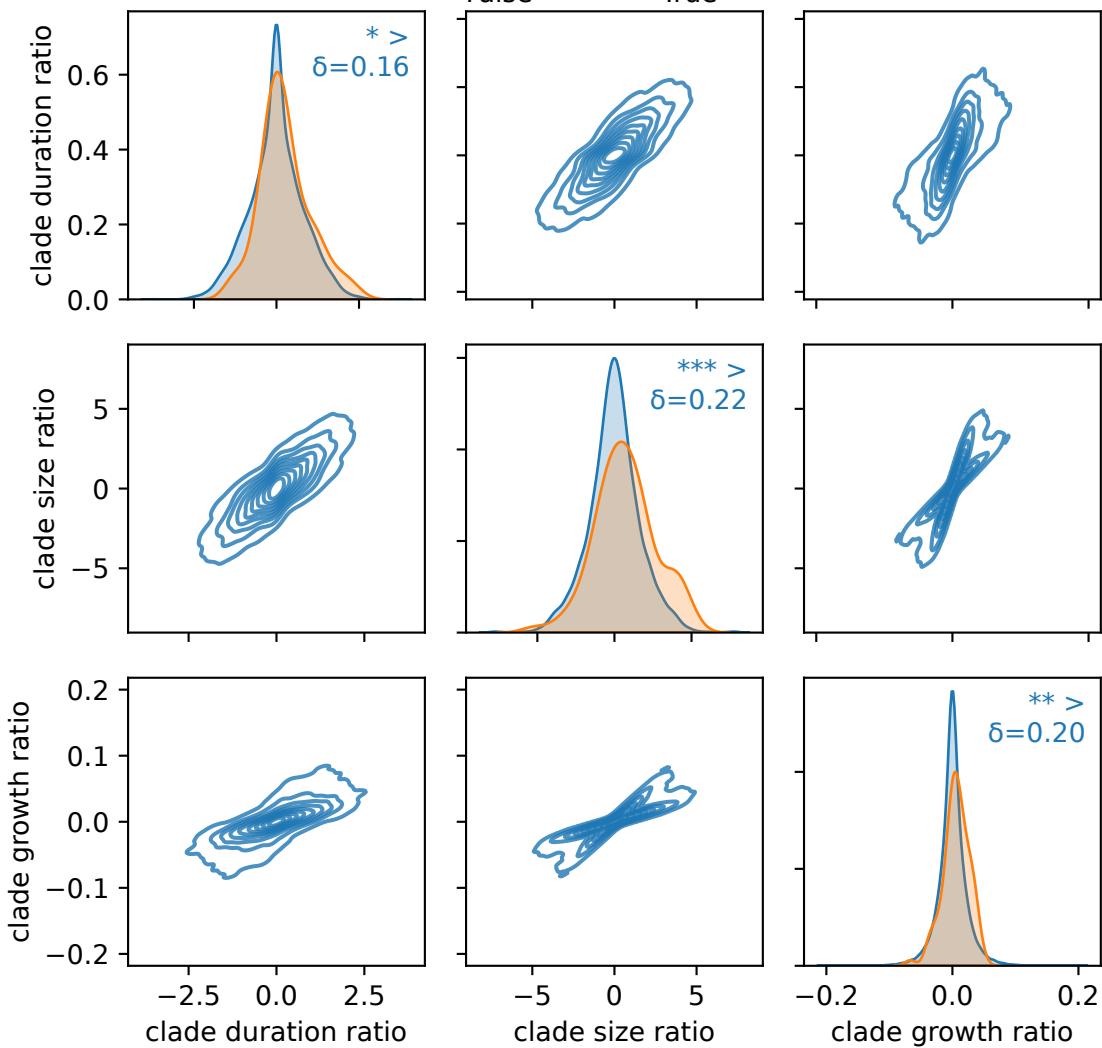 True
clade duration ratio
0.6
0.4
0.2
0.0
* >
δ=0.16
clade size ratio
5
0
−5
*** >
δ=0.22
clade growth ratio
0.2
0.1
0.0
−0.1
−0.2
** >
δ=0.20
−2.5 0.0 2.5
−5 0 5
−0.2 0.0 0.2
clade duration ratio
clade size ratio
clade growth ratio